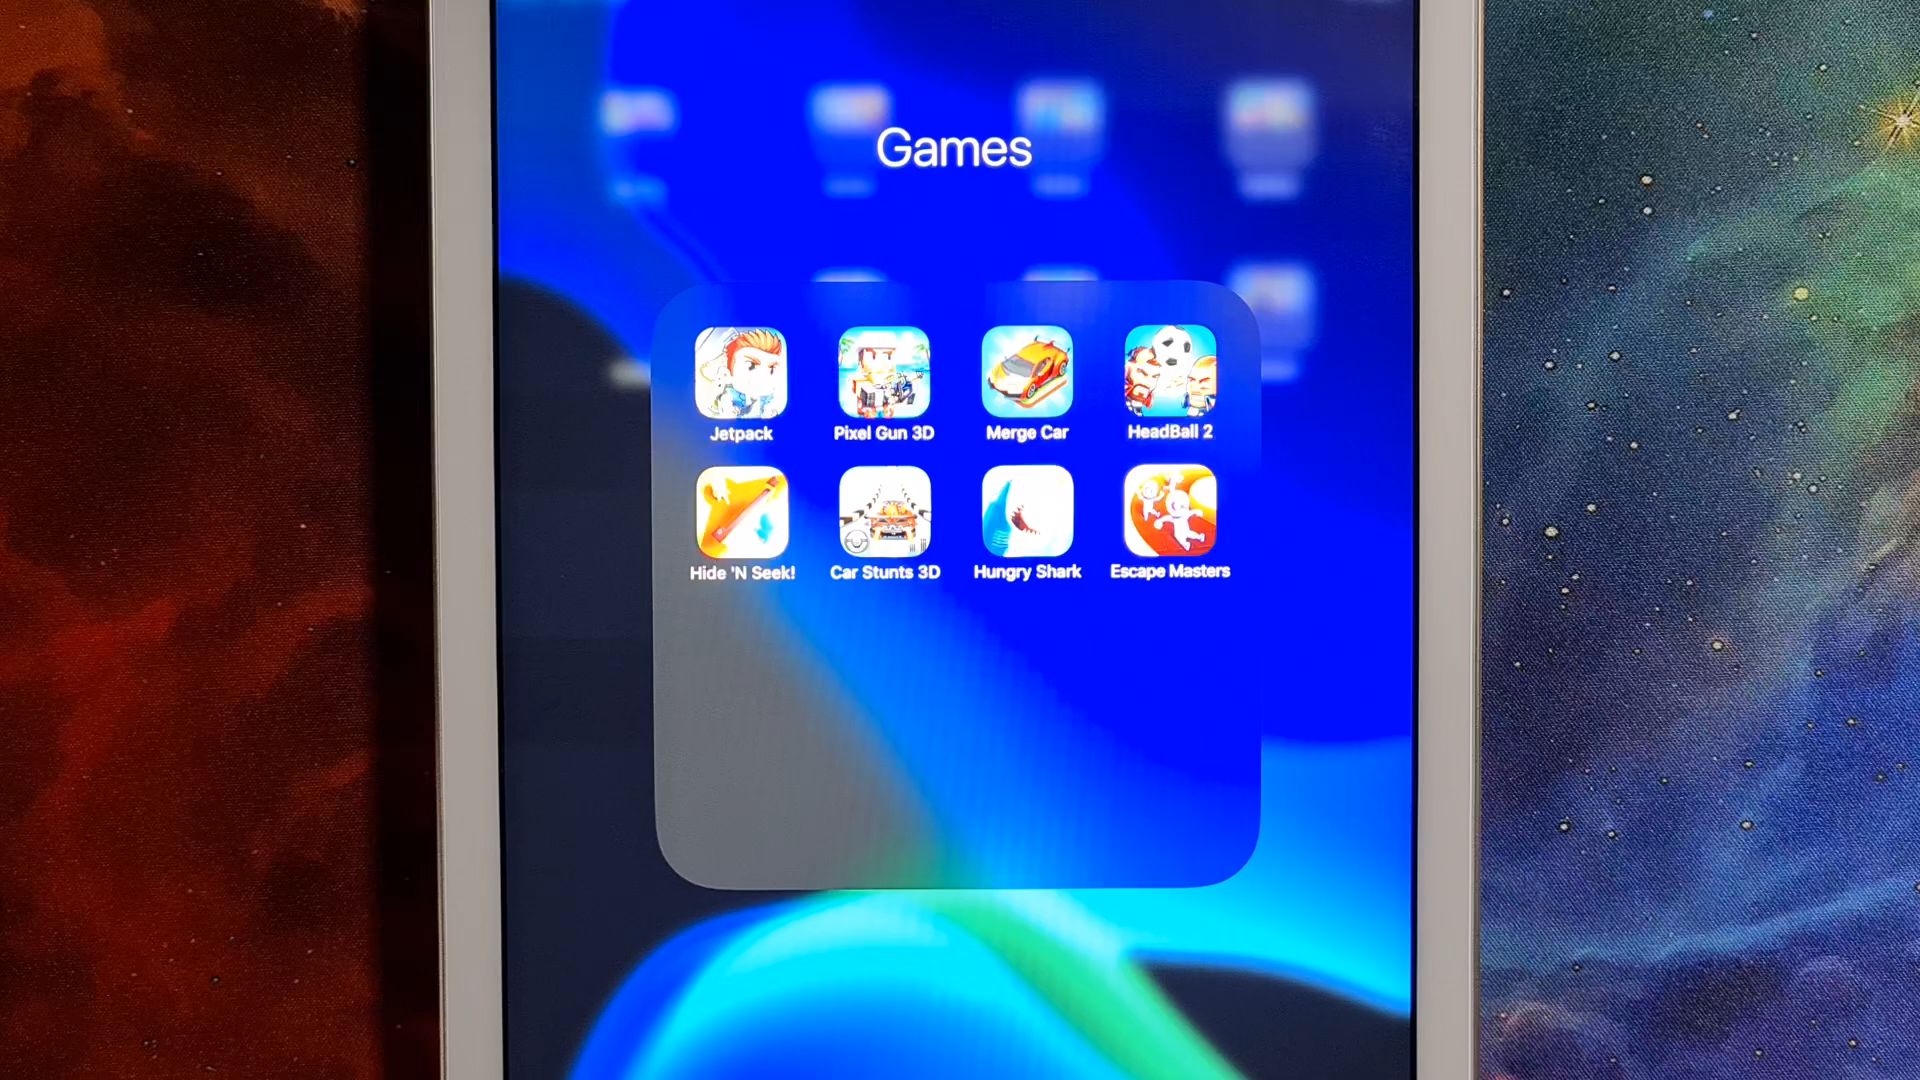 Games
Jetpack
Pixel Gun 3D
Merge Car
HeadBall 2
Hide 'N Seek!
Car Stunts 3D
Hungry Shark
Escape Masters